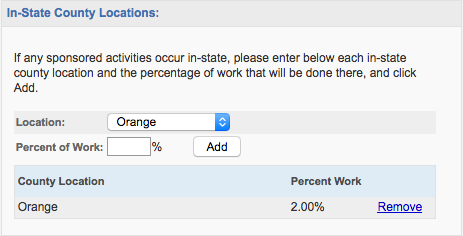 In-State County Locations:
If any sponsored activities occur in-state, please enter below each in-state
county location and the percentage of work that will be done there, and click
Add.
Location: Orange
Percent of Work: % Add
County Location Percent Work
Orange 2.00% Remove